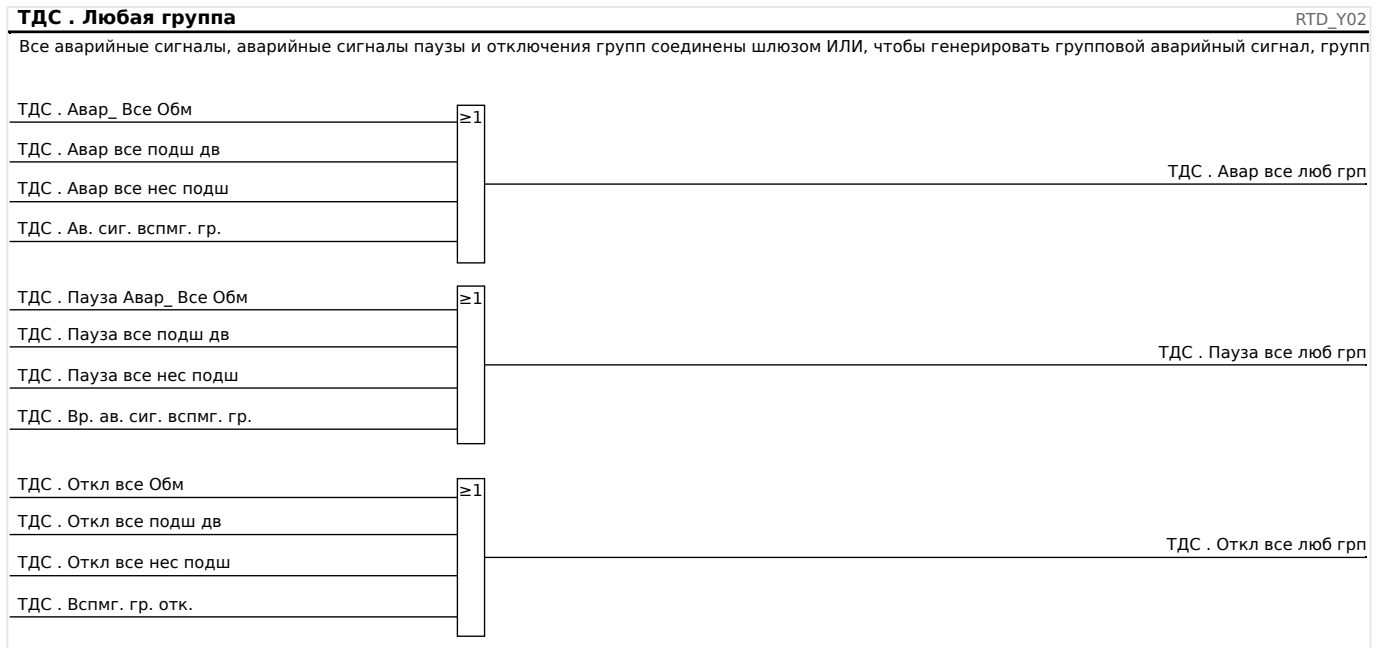 ТДС . Любая группа
RTD_Y02
Все аварийные сигналы, аварийные сигналы паузы и отключения групп соединены шлюзом ИЛИ, чтобы генерировать групповой аварийный сигнал, групп
ТДС . Авар_ Все Обм
≥1
ТДС . Авар все подш дв
ТДС . Авар все люб грп
ТДС . Авар все нес подш
ТДС . Ав. сиг. вспмг. гр.
ТДС . Пауза Авар_ Все Обм
≥1
ТДС . Пауза все подш дв
ТДС . Пауза все люб грп
ТДС . Пауза все нес подш
ТДС . Вр. ав. сиг. вспмг. гр.
ТДС . Откл все Обм
≥1
ТДС . Откл все подш дв
ТДС . Откл все люб грп
ТДС . Откл все нес подш
ТДС . Вспмг. гр. отк.